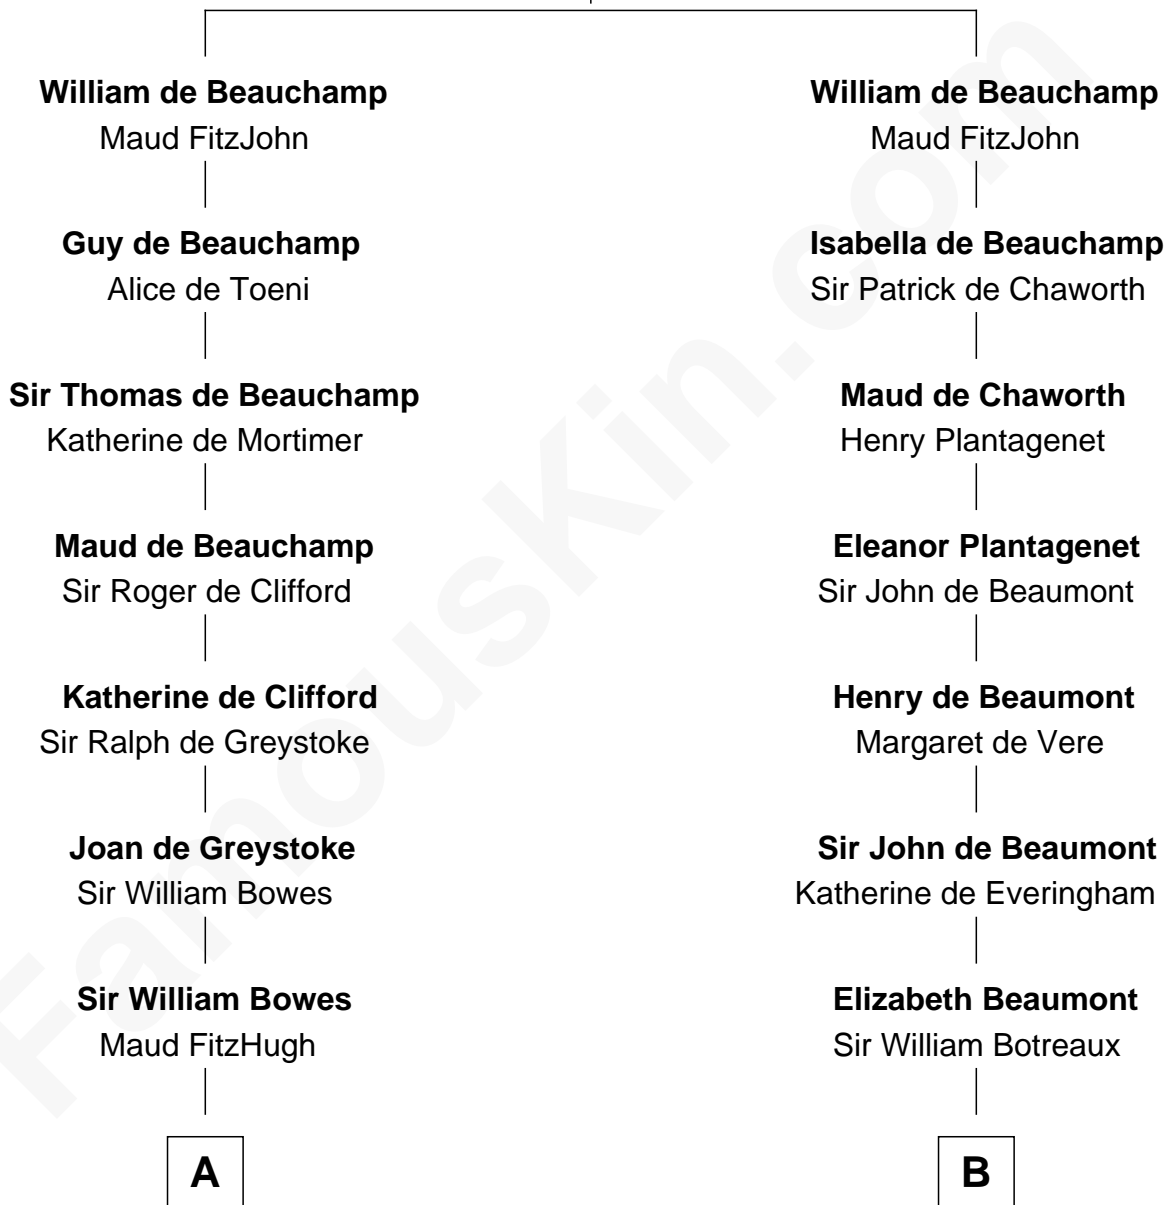 William de Beauchamp
Maud FitzJohn
Guy de Beauchamp
Alice de Toeni
Sir Thomas de Beauchamp
Katherine de Mortimer
Maud de Beauchamp
Sir Roger de Clifford
Katherine de Clifford
Sir Ralph de Greystoke
Joan de Greystoke
Sir William Bowes
Sir William Bowes
Maud FitzHugh
A
William de Beauchamp
Maud FitzJohn
Isabella de Beauchamp
Sir Patrick de Chaworth
Maud de Chaworth
Henry Plantagenet
Eleanor Plantagenet
Sir John de Beaumont
Henry de Beaumont
Margaret de Vere
Sir John de Beaumont
Katherine de Everingham
Elizabeth Beaumont
Sir William Botreaux
B
FamousKin.com